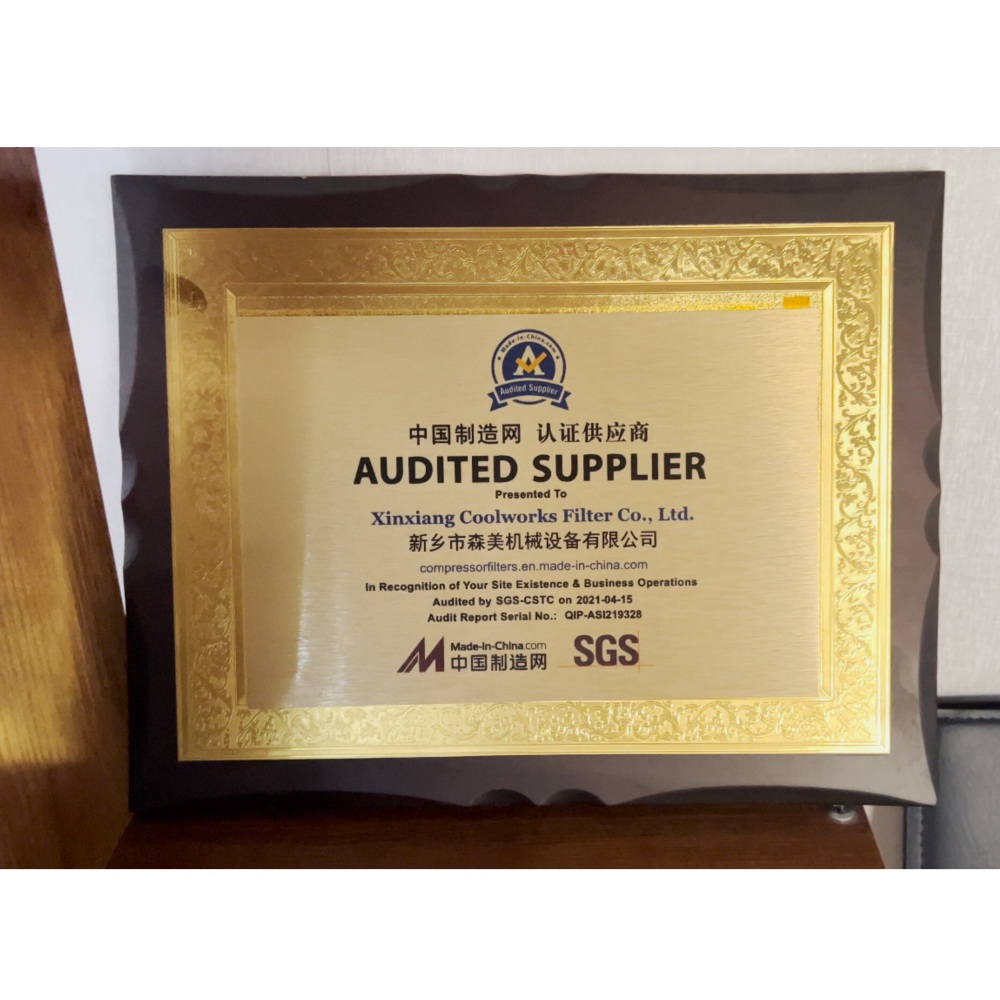 Made-in-China.com
Audited Supplier
中国制造网 认证供应商
AUDITED SUPPLIER
Presented To
Xinxiang Coolworks Filter Co., Ltd.
新乡市森美机械设备有限公司
compressorfilters.en.made-in-china.com
In Recognition of Your Site Existence & Business Operations
Audited by SGS-CSTC on 2021-04-15
Audit Report Serial No.: QIP-ASI219328
Made-in-China.com
中国制造网
SGS